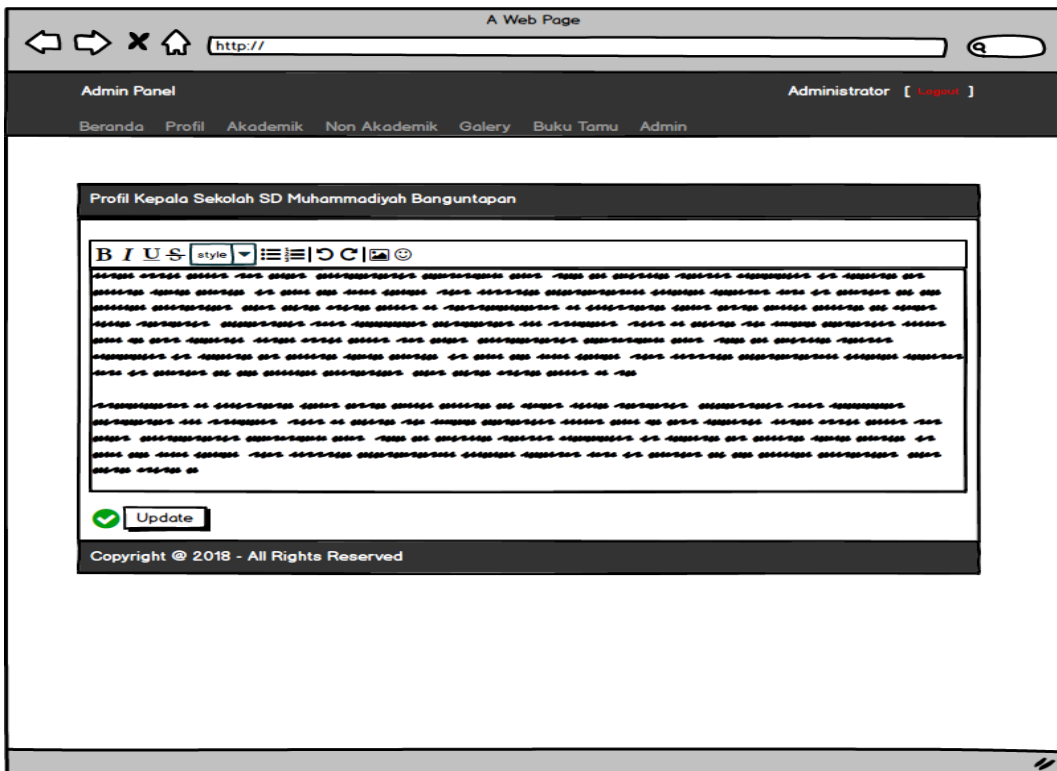 A Web Page
http://
Admin Panel
Administrator [ Logout ]
Beranda Profil Akademik Non Akademik Galery Buku Tamu Admin
Profil Kepala Sekolah SD Muhammadiyah Banguntapan
B I U S style
Update
Copyright @ 2018 - All Rights Reserved